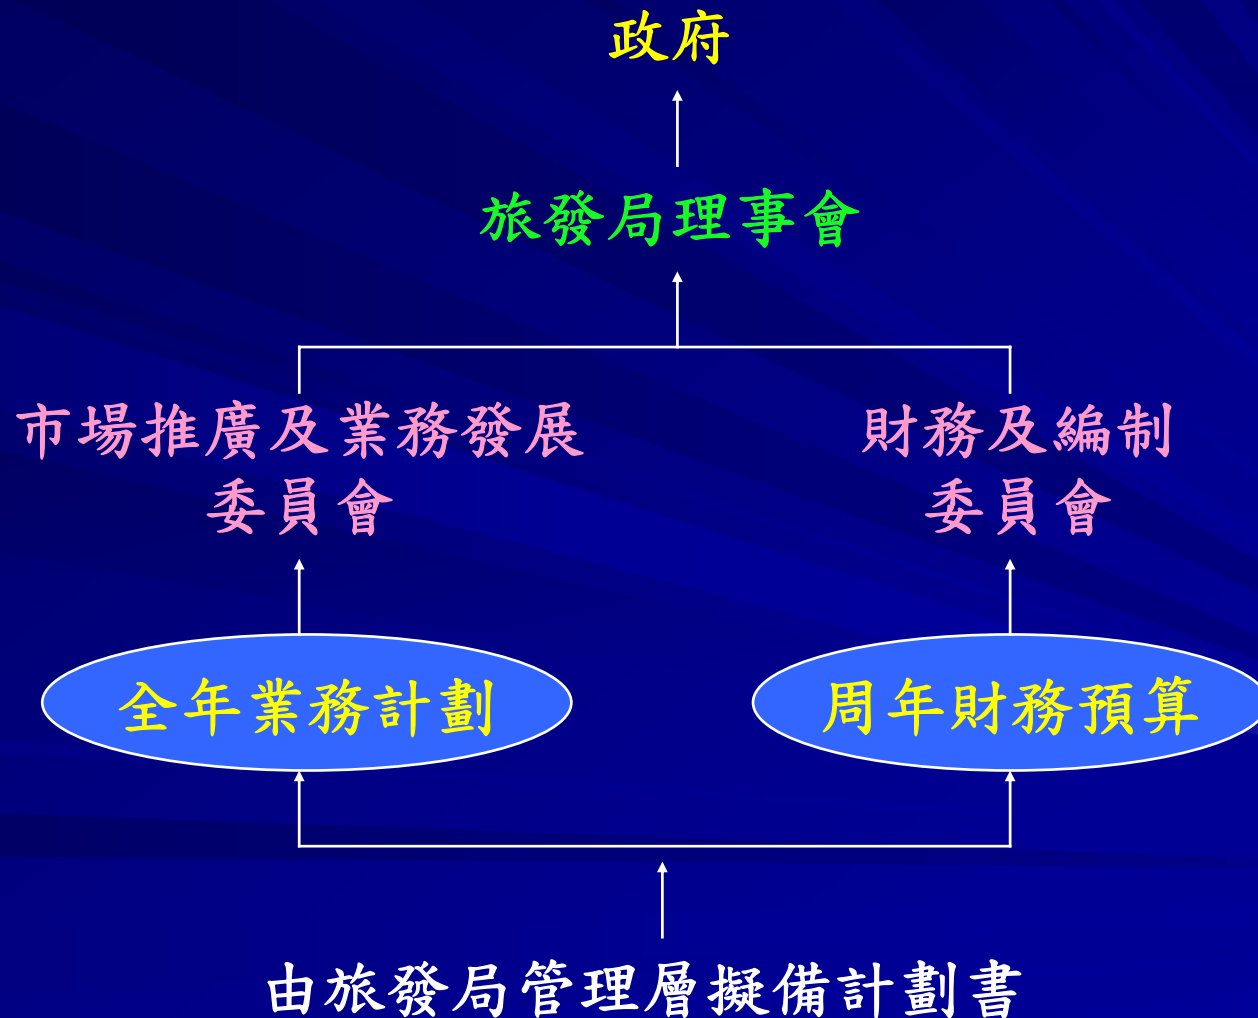 政府
旅發局理事會
市場推廣及業務發展
委員會
財務及編制
委員會
全年業務計劃
周年財務預算
由旅發局管理層擬備計劃書